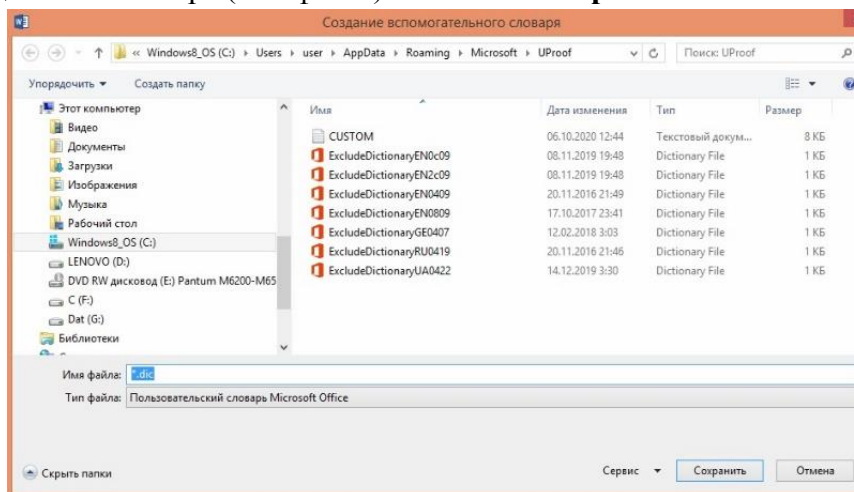 Создание вспомогательного словаря
« Windows8_OS (C:) ▸ Users ▸ user ▸ AppData ▸ Roaming ▸ Microsoft ▸ UProof
Поиск: UProof
Упорядочить ▾ Создать папку
Этот компьютер
Видео
Документы
Загрузки
Изображения
Музыка
Рабочий стол
Windows8_OS (C:)
LENOVO (D:)
DVD RW дисковод (E:) Pantum M6200-M65
C (F:)
Dat (G:)
Библиотеки
Имя Дата изменения Тип Размер
CUSTOM 06.10.2020 12:44 Текстовый докум... 8 КБ
ExcludeDictionaryEN0c09 08.11.2019 19:48 Dictionary File 1 КБ
ExcludeDictionaryEN2c09 08.11.2019 19:48 Dictionary File 1 КБ
ExcludeDictionaryEN0409 20.11.2016 21:49 Dictionary File 1 КБ
ExcludeDictionaryEN0809 17.10.2017 23:41 Dictionary File 1 КБ
ExcludeDictionaryGE0407 12.02.2018 3:03 Dictionary File 1 КБ
ExcludeDictionaryRU0419 20.11.2016 21:46 Dictionary File 1 КБ
ExcludeDictionaryUA0422 14.12.2019 3:30 Dictionary File 1 КБ
Имя файла: *.dic
Тип файла: Пользовательский словарь Microsoft Office
Скрыть папки Сервис ▾ Сохранить Отмена